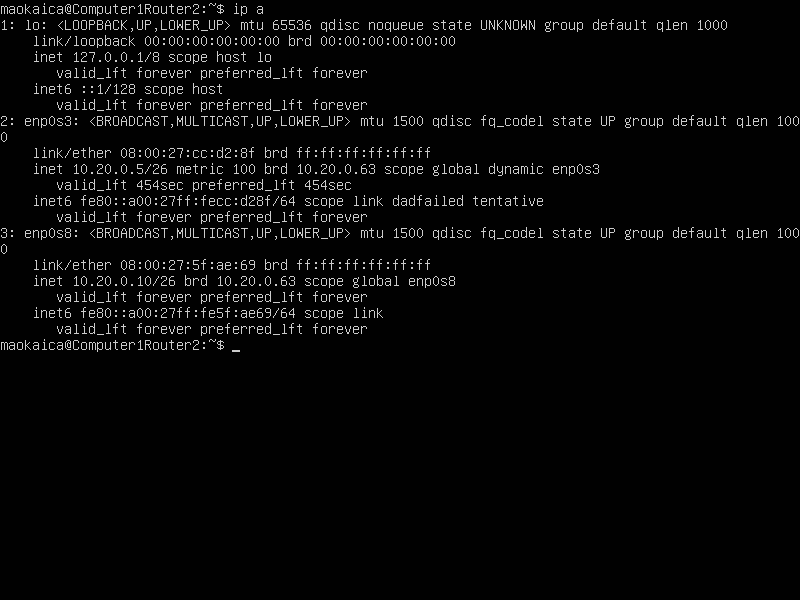 maokaica@Computer1Router2:~$ ip a
1: lo: <LOOPBACK,UP,LOWER_UP> mtu 65536 qdisc noqueue state UNKNOWN group default qlen 1000
    link/loopback 00:00:00:00:00:00 brd 00:00:00:00:00:00
    inet 127.0.0.1/8 scope host lo
       valid_lft forever preferred_lft forever
    inet6 ::1/128 scope host
       valid_lft forever preferred_lft forever
2: enp0s3: <BROADCAST,MULTICAST,UP,LOWER_UP> mtu 1500 qdisc fq_codel state UP group default qlen 100
0
    link/ether 08:00:27:cc:d2:8f brd ff:ff:ff:ff:ff:ff
    inet 10.20.0.5/26 metric 100 brd 10.20.0.63 scope global dynamic enp0s3
       valid_lft 454sec preferred_lft 454sec
    inet6 fe80::a00:27ff:fecc:d28f/64 scope link dadfailed tentative
       valid_lft forever preferred_lft forever
3: enp0s8: <BROADCAST,MULTICAST,UP,LOWER_UP> mtu 1500 qdisc fq_codel state UP group default qlen 100
0
    link/ether 08:00:27:5f:ae:69 brd ff:ff:ff:ff:ff:ff
    inet 10.20.0.10/26 brd 10.20.0.63 scope global enp0s8
       valid_lft forever preferred_lft forever
    inet6 fe80::a00:27ff:fe5f:ae69/64 scope link
       valid_lft forever preferred_lft forever
maokaica@Computer1Router2:~$ _